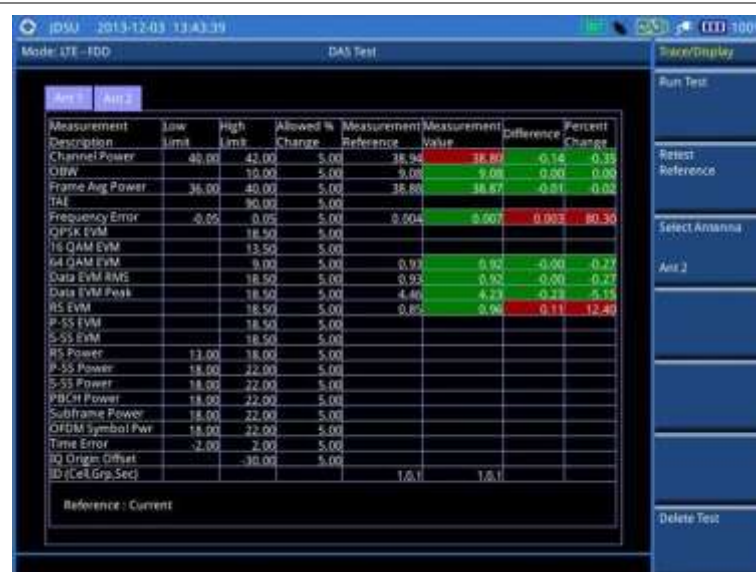 JDSU 2013-12-03 13:43:39 100%
Mode: LTE - FDD DAS Test Trace/Display
Ant 1 Ant 2
Measurement Description Low Limit High Limit Allowed % Change Measurement Reference Measurement Value Difference Percent Change
Channel Power 40.00 42.00 5.00 38.94 38.80 -0.14 -0.35
OBW 10.00 5.00 9.08 9.08 0.00 0.00
Frame Avg Power 36.00 40.00 5.00 38.88 38.87 -0.01 -0.02
TAE 90.00 5.00
Frequency Error -0.05 0.05 5.00 0.004 0.007 0.003 80.30
QPSK EVM 18.50 5.00
16 QAM EVM 13.50 5.00
64 QAM EVM 9.00 5.00 0.93 0.92 -0.00 -0.27
Data EVM RMS 18.50 5.00 0.93 0.92 -0.00 -0.27
Data EVM Peak 18.50 5.00 4.46 4.23 -0.23 -5.15
RS EVM 18.50 5.00 0.85 0.96 0.11 12.40
P-SS EVM 18.50 5.00
S-SS EVM 18.50 5.00
RS Power 13.00 18.00 5.00
P-SS Power 18.00 22.00 5.00
S-SS Power 18.00 22.00 5.00
PBCH Power 18.00 22.00 5.00
Subframe Power 18.00 22.00 5.00
OFDM Symbol Pwr 18.00 22.00 5.00
Time Error -2.00 2.00 5.00
IQ Origin Offset -30.00 5.00
ID (Cell,Grp,Sec) 1,0,1 1,0,1
Reference : Current
Run Test
Retest Reference
Select Antenna
Ant 2
Delete Test